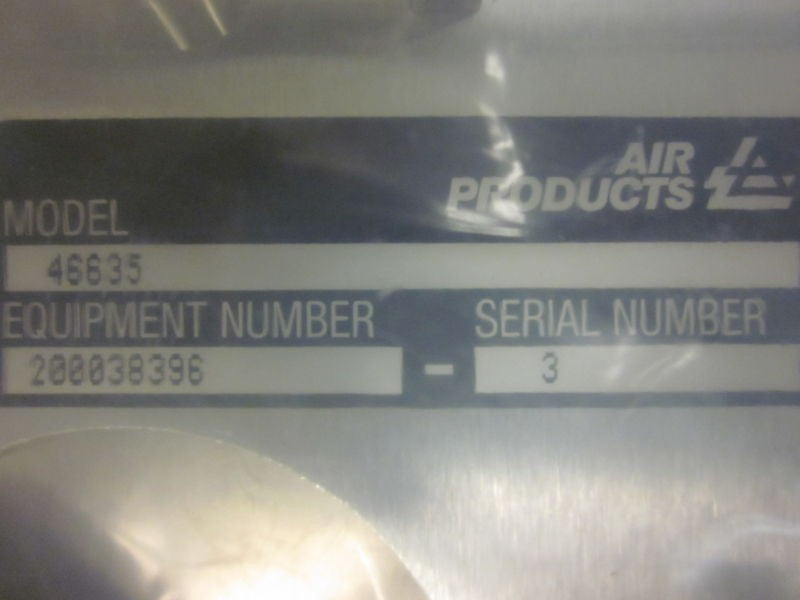 AIR
PRODUCTS
MODEL
46635
EQUIPMENT NUMBER SERIAL NUMBER
200038396 - 3